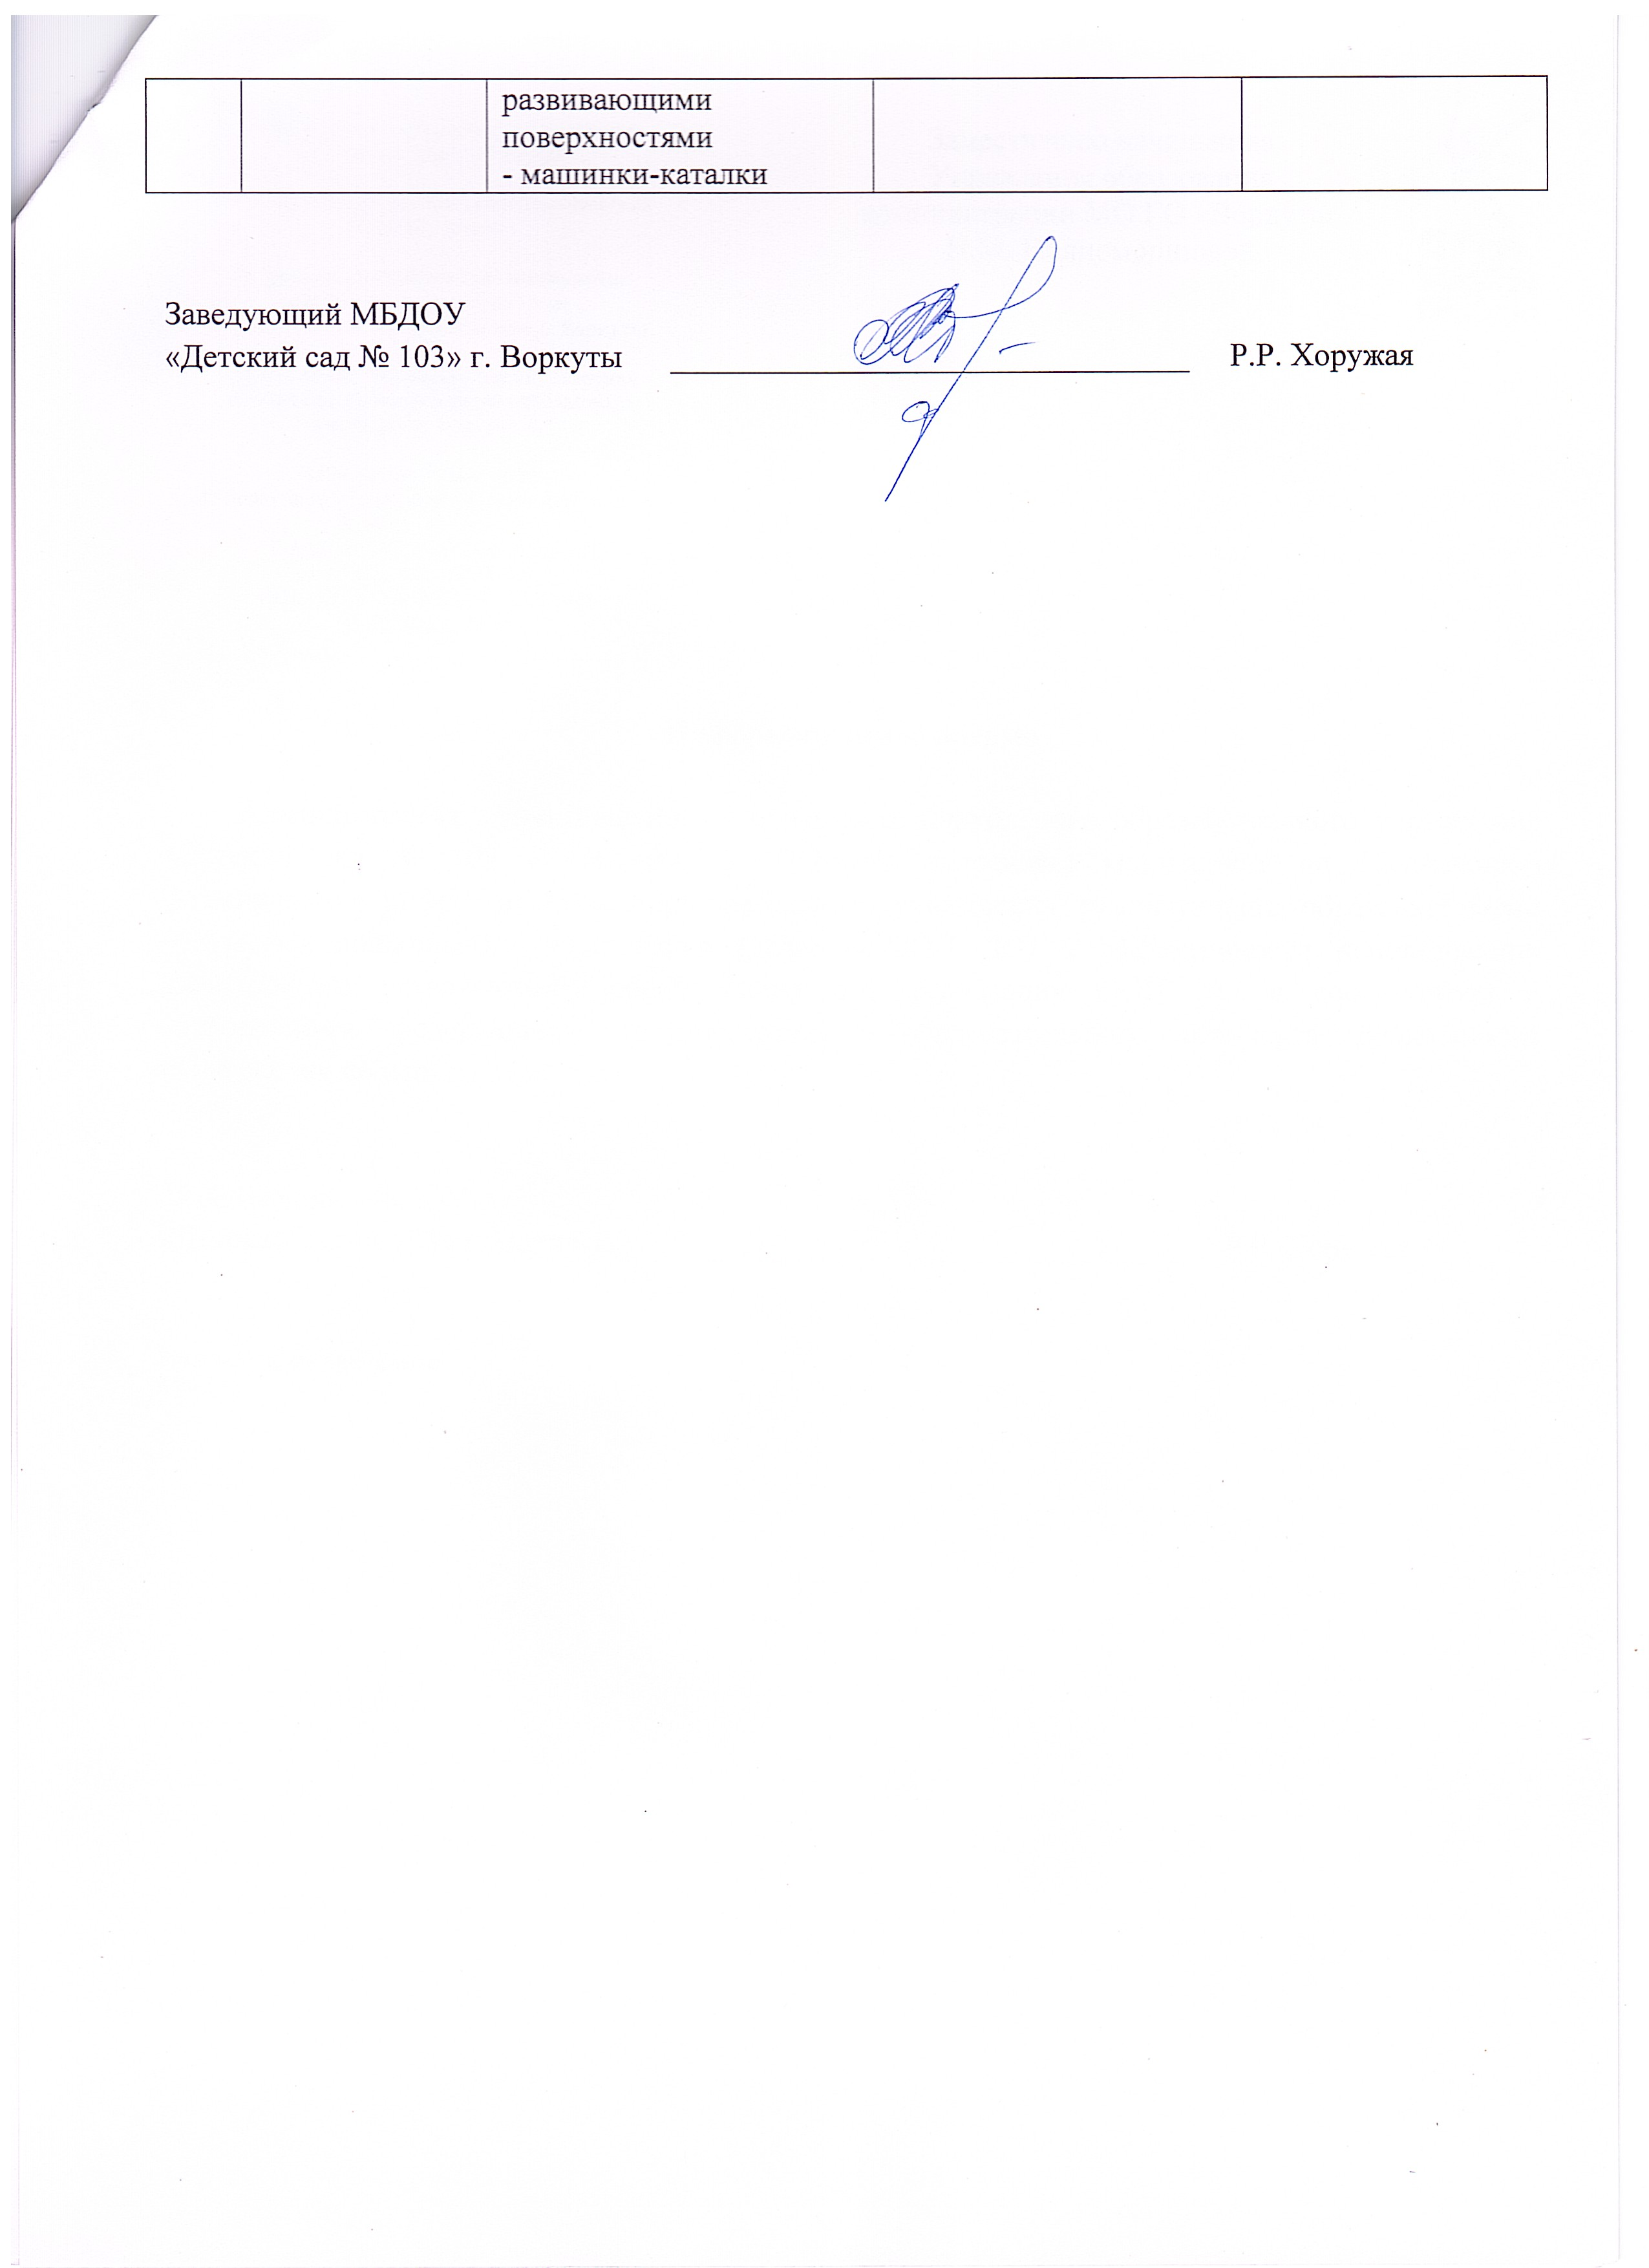 развивающими
поверхностями
- машинки-каталки
Заведующий МБДОУ
«Детский сад № 103» г. Воркуты Р.Р. Хоружая